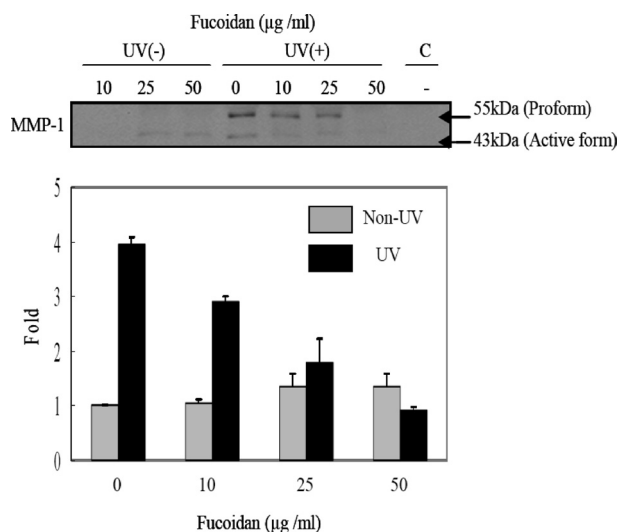 Fucoidan (µg /ml)
UV(-) UV(+) C
10 25 50 0 10 25 50 -
MMP-1
55kDa (Proform)
43kDa (Active form)
5
4
3
2
1
0
Fold
Non-UV
UV
0 10 25 50
Fucoidan (µg /ml)